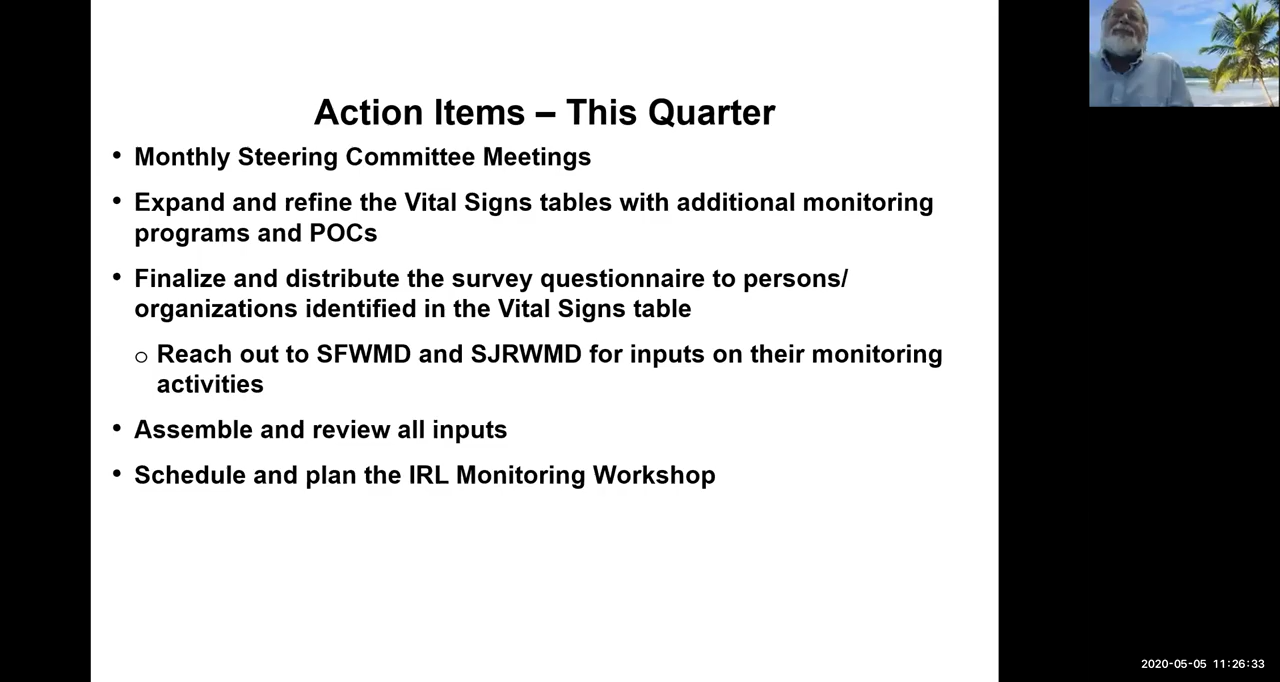 Action Items – This Quarter
• Monthly Steering Committee Meetings
• Expand and refine the Vital Signs tables with additional monitoring
programs and POCs
• Finalize and distribute the survey questionnaire to persons/
organizations identified in the Vital Signs table
o Reach out to SFWMD and SJRWMD for inputs on their monitoring
activities
• Assemble and review all inputs
• Schedule and plan the IRL Monitoring Workshop
2020-05-05 11:26:33